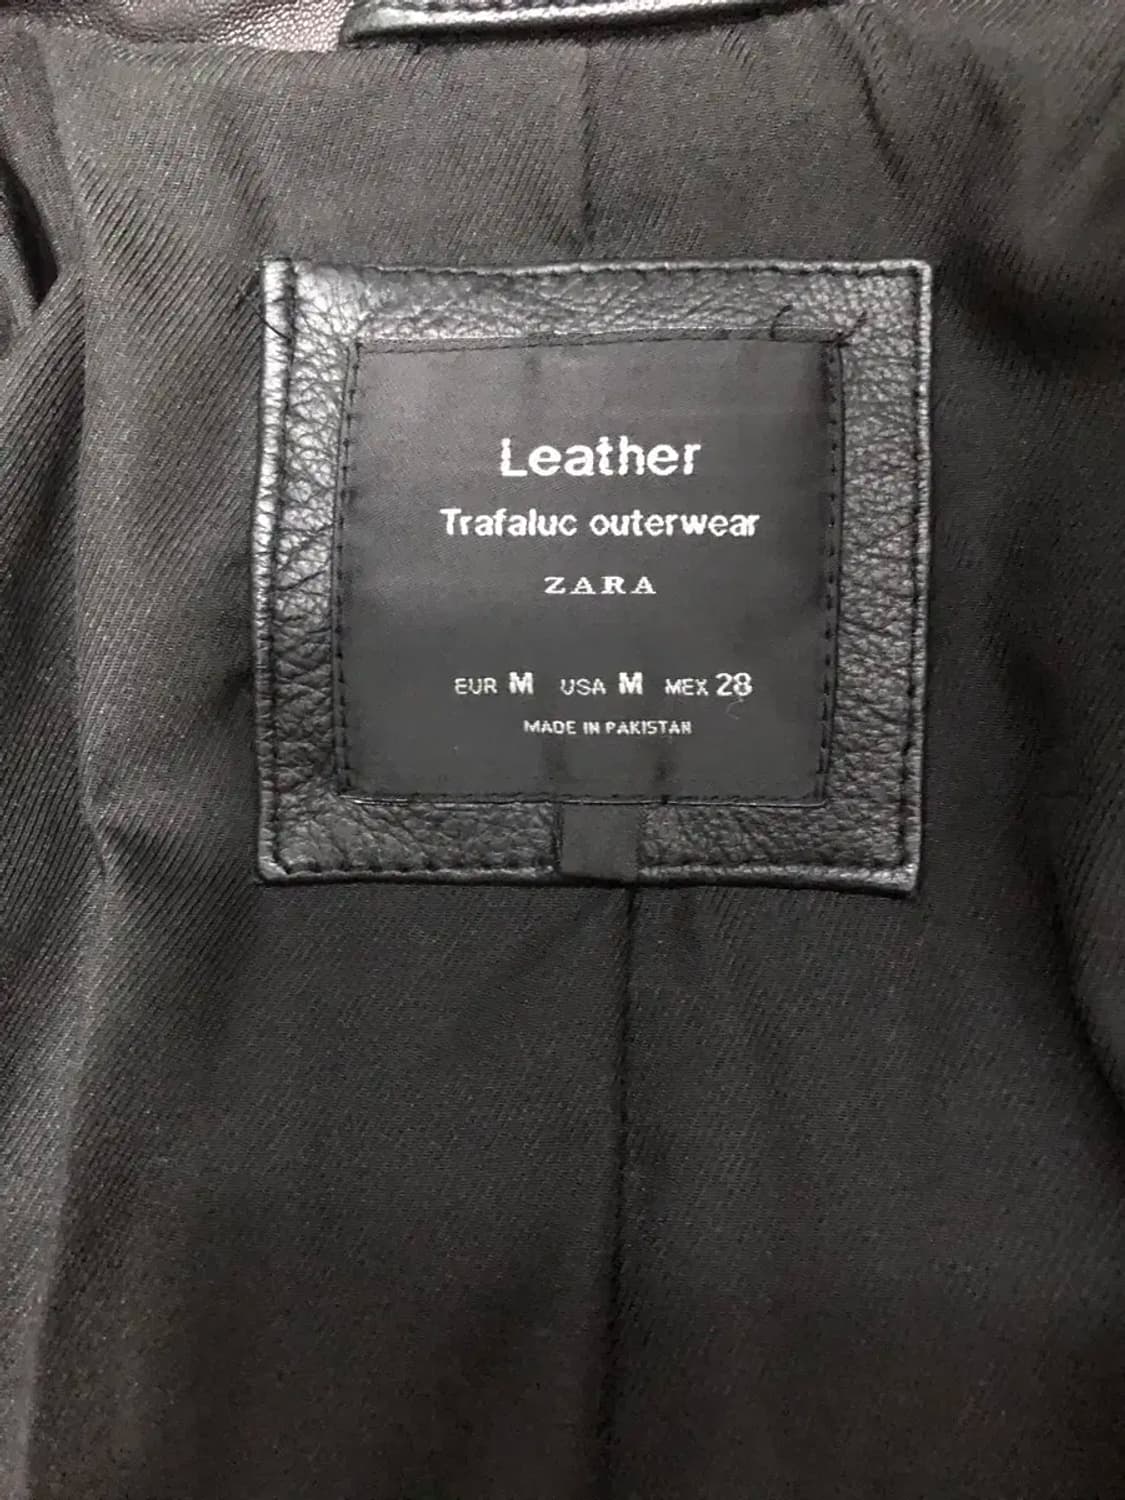 Leather
Trafaluc outerwear
ZARA
EUR M USA M MEX 28
MADE IN PAKISTAN